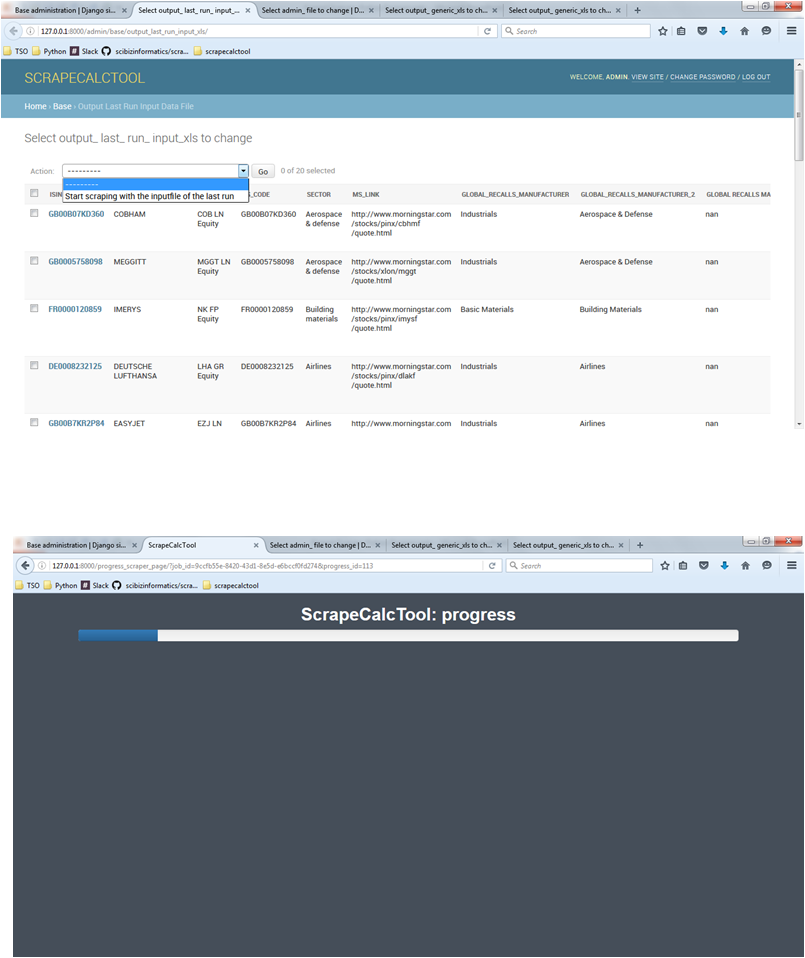 Base administration | Django si... × Select output_ last_ run_ input_... × Select admin_ file to change | D... × Select output_ generic_xls to ch... × Select output_ generic_xls to ch... × +
127.0.0.1:8000/admin/base/output_last_run_input_xls/ Search
TSO Python Slack scibizinformatics/scra... scrapecalctool
SCRAPECALCTOOL WELCOME, ADMIN. VIEW SITE / CHANGE PASSWORD / LOG OUT
Home › Base › Output Last Run Input Data File
Select output_ last_ run_ input_xls to change
Action: --------- Go 0 of 20 selected
---------
Start scraping with the inputfile of the last run
ISIN _CODE SECTOR MS_LINK GLOBAL_RECALLS_MANUFACTURER GLOBAL_RECALLS_MANUFACTURER_2 GLOBAL RECALLS MA
GB00B07KD360 COBHAM COB LN GB00B07KD360 Aerospace http://www.morningstar.com Industrials Aerospace & Defense nan
Equity & defense /stocks/pinx/cbhmf
/quote.html
GB0005758098 MEGGITT MGGT LN GB0005758098 Aerospace http://www.morningstar.com Industrials Aerospace & Defense nan
Equity & defense /stocks/xlon/mggt
/quote.html
FR0000120859 IMERYS NK FP FR0000120859 Building http://www.morningstar.com Basic Materials Building Materials nan
Equity materials /stocks/pinx/imysf
/quote.html
DE0008232125 DEUTSCHE LHA GR DE0008232125 Airlines http://www.morningstar.com Industrials Airlines nan
LUFTHANSA Equity /stocks/pinx/dlakf
/quote.html
GB00B7KR2P84 EASYJET EZJ LN GB00B7KR2P84 Airlines http://www.morningstar.com Industrials Airlines nan
Base administration | Django si... × ScrapeCalcTool × Select admin_ file to change | D... × Select output_ generic_xls to ch... × Select output_ generic_xls to ch... × +
127.0.0.1:8000/progress_scraper_page/?job_id=9ccfb55e-8420-43d1-8e5d-e6bccf0fd274&progress_id=113 Search
TSO Python Slack scibizinformatics/scra... scrapecalctool
ScrapeCalcTool: progress